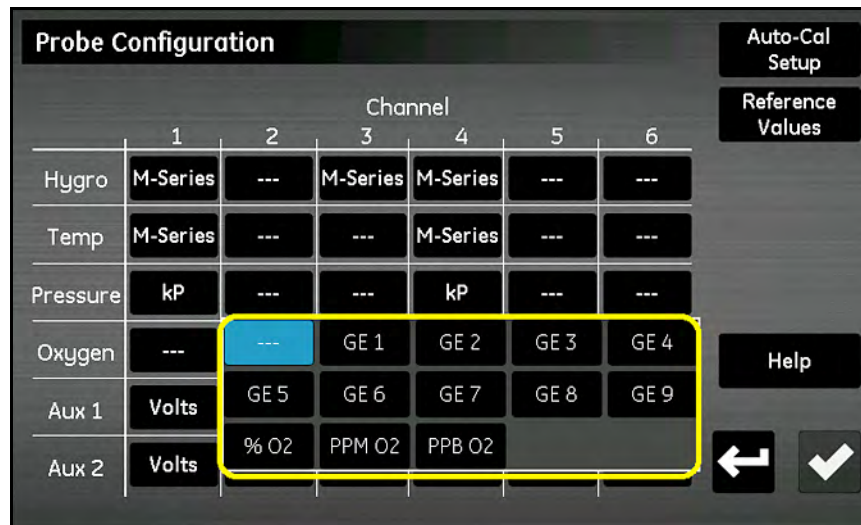 Probe Configuration
Auto-Cal
Setup
Reference
Values
Channel
1 2 3 4 5 6
Hygro M-Series --- M-Series M-Series --- ---
Temp M-Series --- --- M-Series --- ---
Pressure kP --- --- kP --- ---
Oxygen --- --- GE 1 GE 2 GE 3 GE 4
Help
Aux 1 Volts GE 5 GE 6 GE 7 GE 8 GE 9
Aux 2 Volts % O2 PPM O2 PPB O2